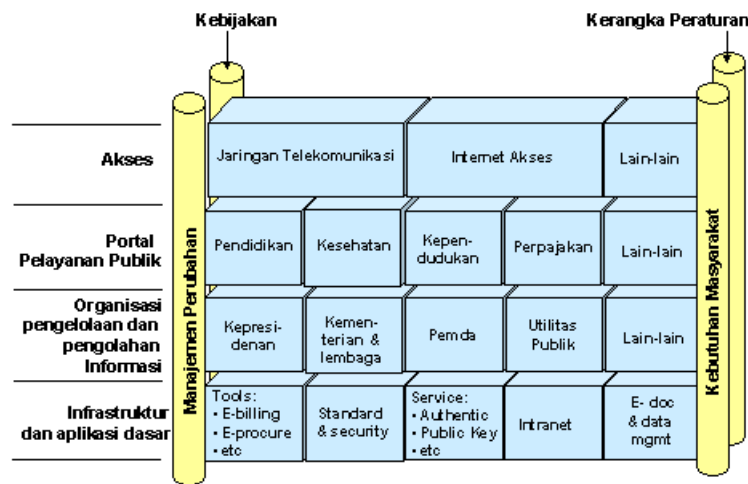 Kebijakan
Kerangka Peraturan
Manajemen Perubahan
Kebutuhan Masyarakat
Akses
Jaringan Telekomunikasi
Internet Akses
Lain-lain
Portal
Pelayanan Publik
Pendidikan
Kesehatan
Kepen-
dudukan
Perpajakan
Lain-lain
Organisasi
pengelolaan dan
pengolahan
Informasi
Kepresi-
denan
Kemen-
terian &
lembaga
Pemda
Utilitas
Publik
Lain-lain
Infrastruktur
dan aplikasi dasar
Tools:
• E-billing
• E-procure
• etc
Standard
& security
Service:
• Authentic
• Public Key
• etc
Intranet
E- doc
& data
mgmt